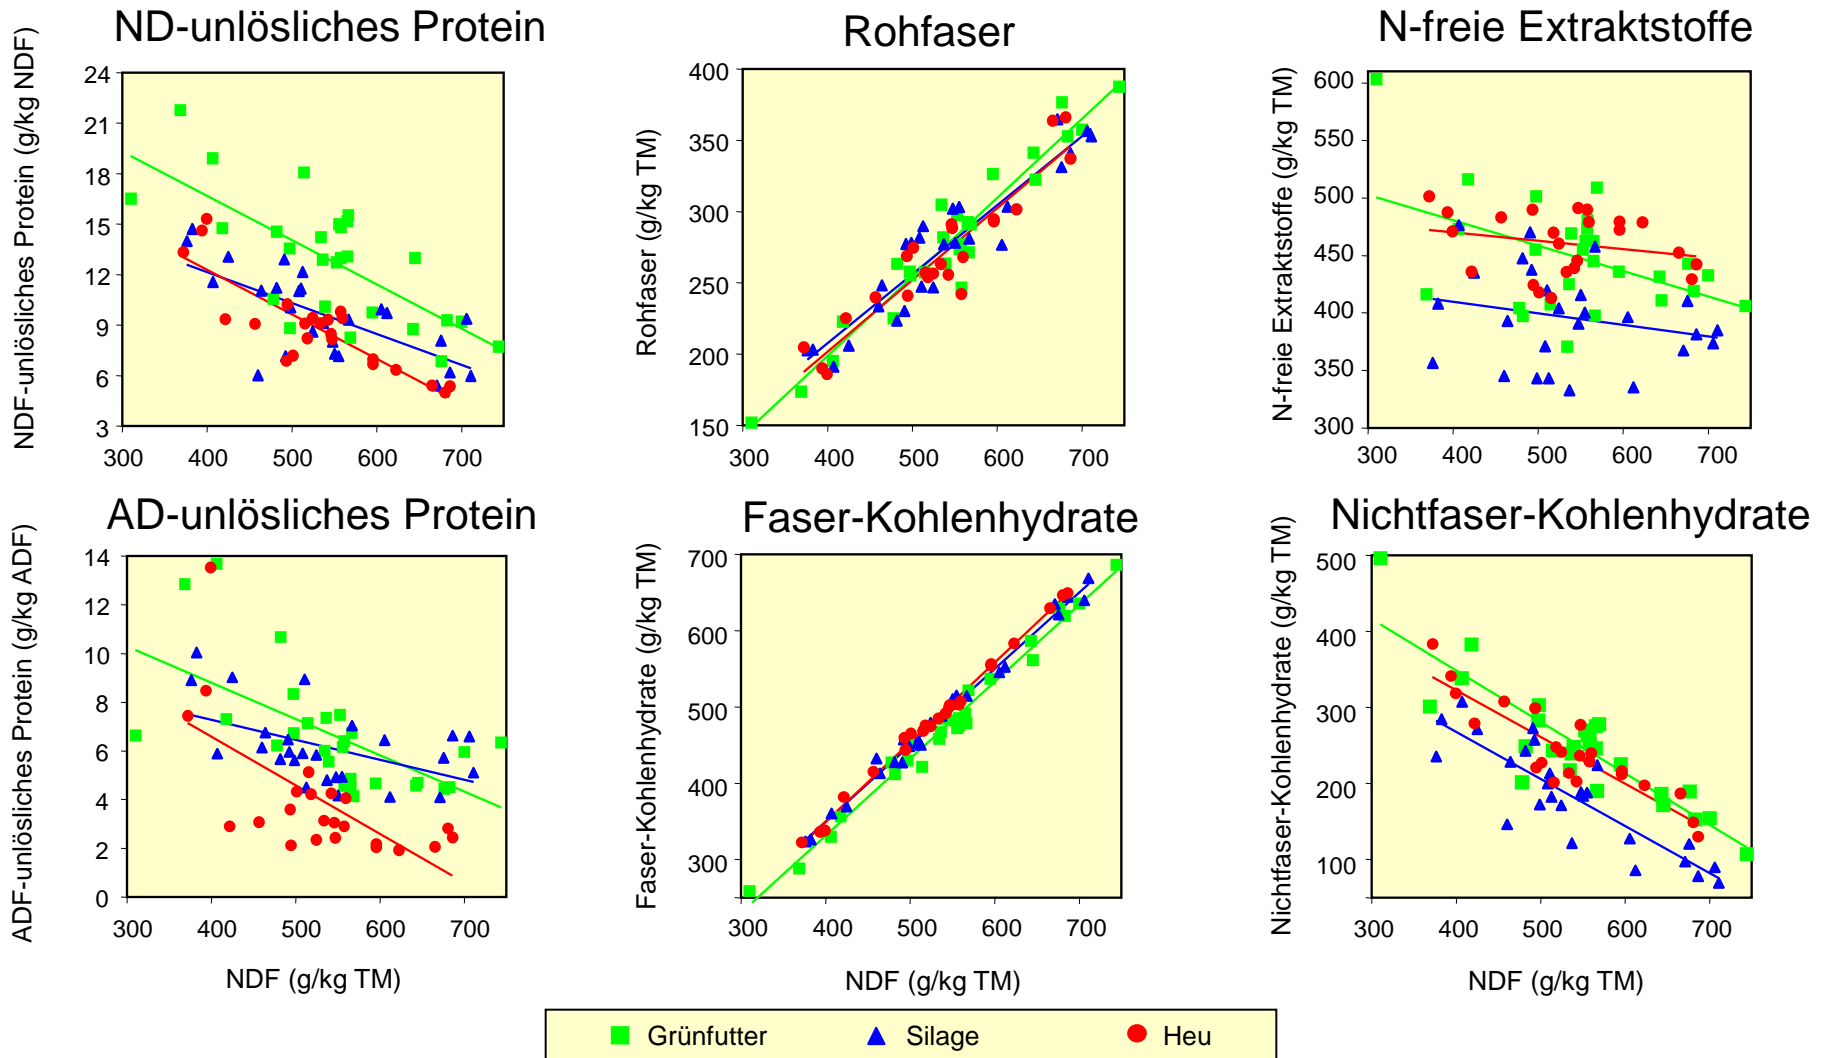 ND-unlösliches Protein
Rohfaser
N-freie Extraktstoffe
NDF-unlösliches Protein (g/kg NDF)
24
21
18
15
12
9
6
3
300 400 500 600 700
Rohfaser (g/kg TM)
400
350
300
250
200
150
300 400 500 600 700
N-freie Extraktstoffe (g/kg TM)
600
550
500
450
400
350
300
300 400 500 600 700
AD-unlösliches Protein
Faser-Kohlenhydrate
Nichtfaser-Kohlenhydrate
ADF-unlösliches Protein (g/kg ADF)
14
12
10
8
6
4
2
0
300 400 500 600 700
NDF (g/kg TM)
Faser-Kohlenhydrate (g/kg TM)
700
600
500
400
300
300 400 500 600 700
NDF (g/kg TM)
Nichtfaser-Kohlenhydrate (g/kg TM)
500
400
300
200
100
300 400 500 600 700
NDF (g/kg TM)
Grünfutter Silage Heu